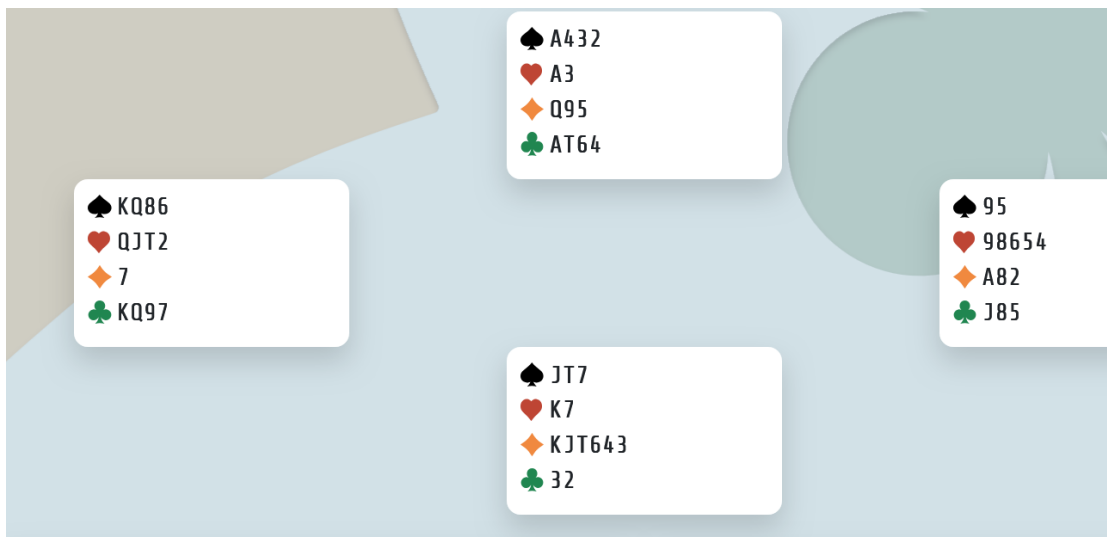 ♠ A432
♥ A3
♦ Q95
♣ AT64
♠ KQ86
♥ QJT2
♦ 7
♣ KQ97
♠ 95
♥ 98654
♦ A82
♣ J85
♠ JT7
♥ K7
♦ KJT643
♣ 32